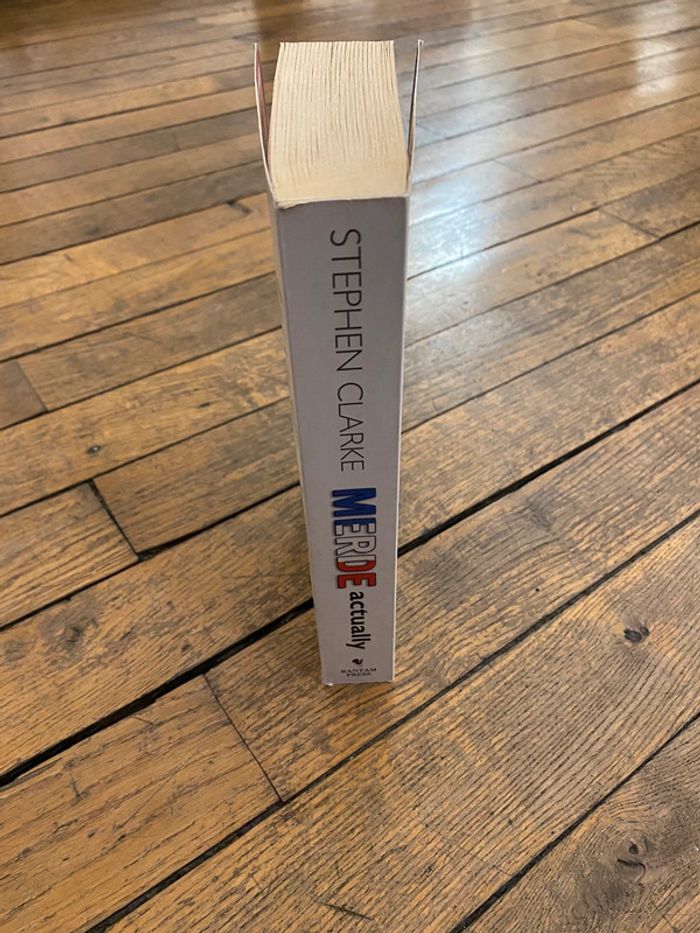 STEPHEN CLARKE
MERDE actually
BANTAM
PRESS